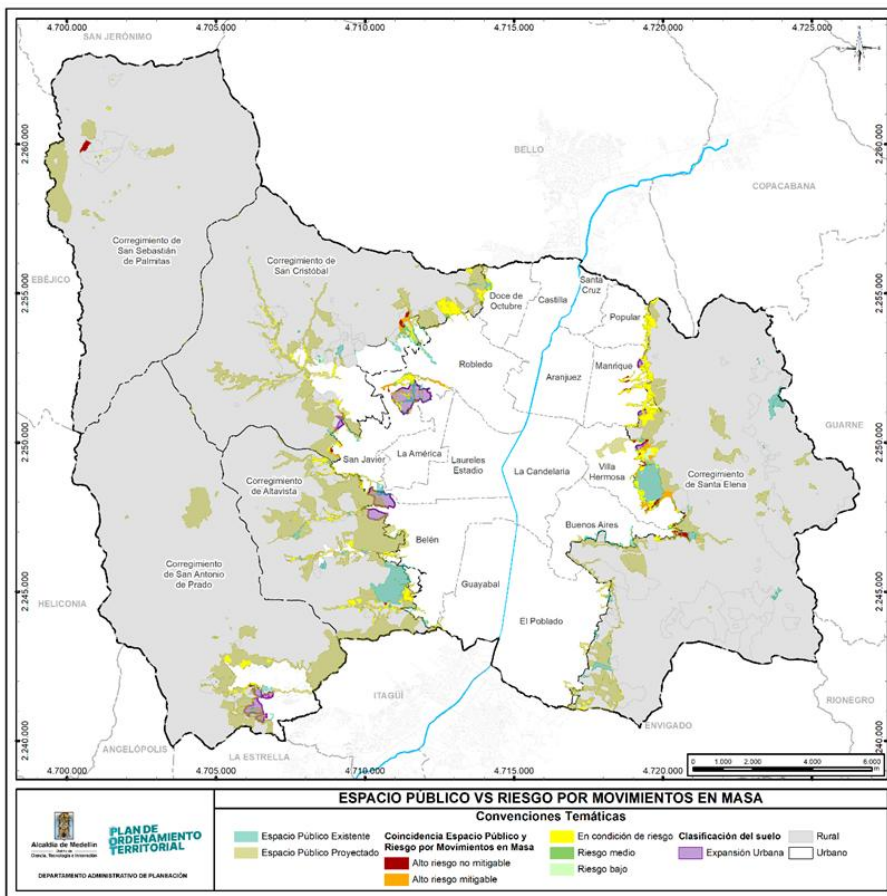 4.700.000
4.705.000
4.710.000
4.715.000
4.720.000
4.725.000
SAN JERÓNIMO
2.260.000
BELLO
2.260.000
COPACABANA
Corregimiento de
San Sebastián
de Palmitas
Corregimiento de
San Cristóbal
EBÉJICO
2.255.000
Doce de
Octubre
Castilla
Santa
Cruz
Popular
2.255.000
Robledo
Aranjuez
Manrique
GUARNE
2.250.000
San Javier
La América
Laureles
Estadio
La Candelaria
Villa
Hermosa
2.250.000
Corregimiento
de Altavista
Corregimiento
de Santa Elena
Belén
Buenos Aires
Corregimiento
de San Antonio
de Prado
HELICONIA
2.245.000
Guayabal
El Poblado
2.245.000
ITAGÜÍ
RIONEGRO
ENVIGADO
2.240.000
ANGELÓPOLIS
LA ESTRELLA
2.240.000
0 1.000 2.000 4.000 6.000
m
4.700.000
4.705.000
4.710.000
4.715.000
4.720.000
ESPACIO PÚBLICO VS RIESGO POR MOVIMIENTOS EN MASA
Convenciones Temáticas
Alcaldía de Medellín
Distrito de
Ciencia, Tecnología e Innovación
PLAN DE
ORDENAMIENTO
TERRITORIAL
DEPARTAMENTO ADMINISTRATIVO DE PLANEACIÓN
Espacio Público Existente
Espacio Público Proyectado
Coincidencia Espacio Público y
Riesgo por Movimientos en Masa
Alto riesgo no mitigable
Alto riesgo mitigable
En condición de riesgo
Riesgo medio
Riesgo bajo
Clasificación del suelo
Expansión Urbana
Rural
Urbano